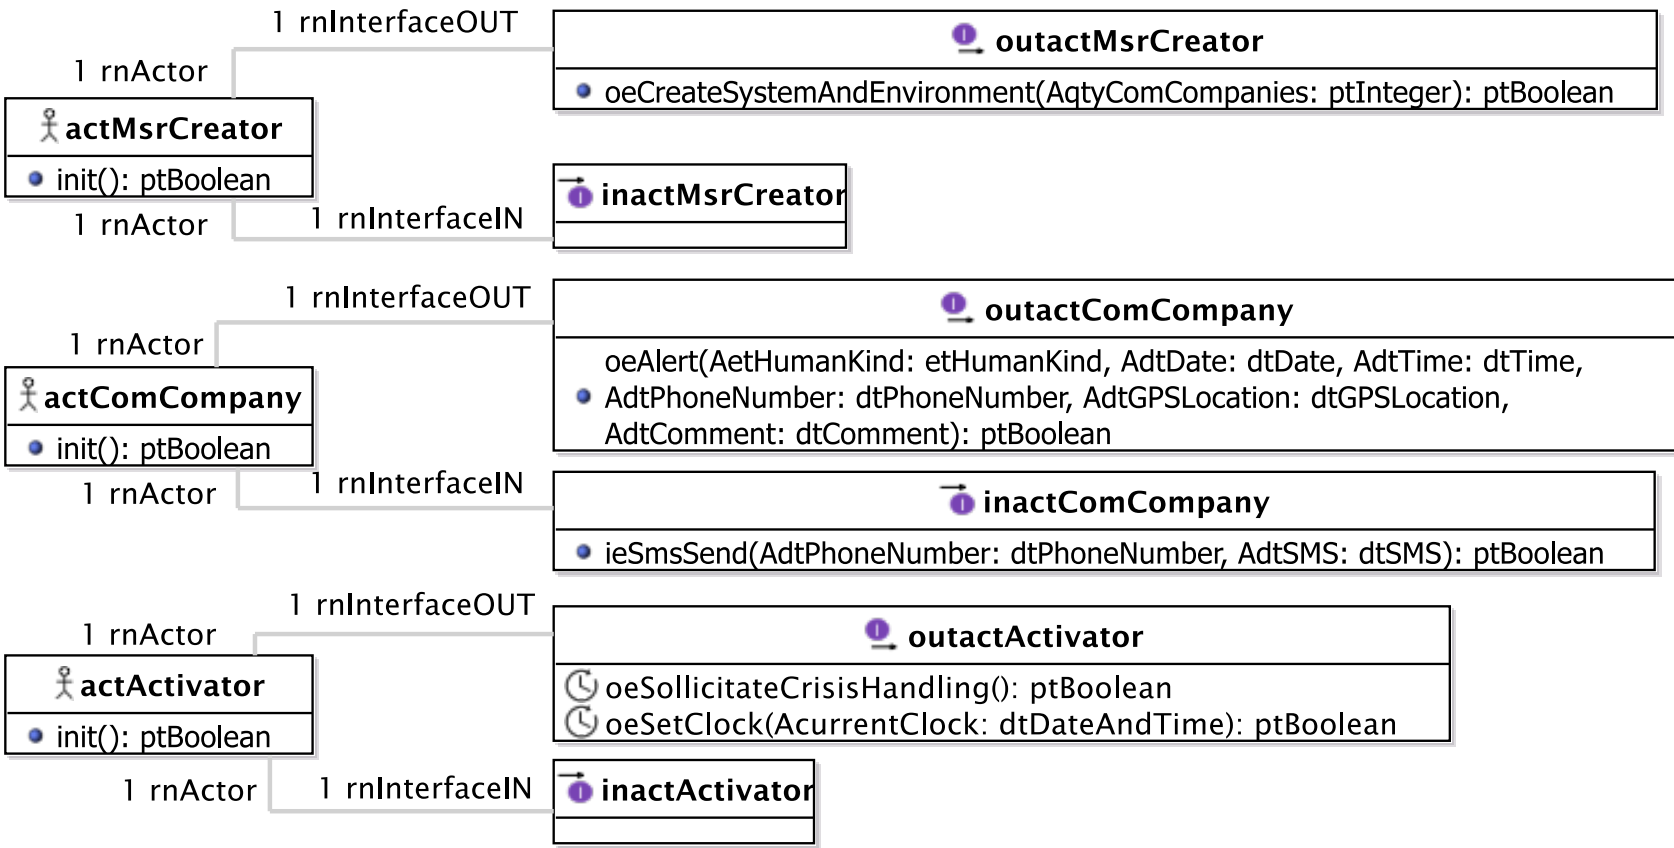 1 rnInterfaceOUT
outactMsrCreator
1 rnActor
oeCreateSystemAndEnvironment(AqtyComCompanies: ptInteger): ptBoolean
actMsrCreator
init(): ptBoolean
inactMsrCreator
1 rnActor
1 rnInterfaceIN
1 rnInterfaceOUT
outactComCompany
1 rnActor
oeAlert(AetHumanKind: etHumanKind, AdtDate: dtDate, AdtTime: dtTime,
AdtPhoneNumber: dtPhoneNumber, AdtGPSLocation: dtGPSLocation,
AdtComment: dtComment): ptBoolean
actComCompany
init(): ptBoolean
1 rnActor
1 rnInterfaceIN
inactComCompany
ieSmsSend(AdtPhoneNumber: dtPhoneNumber, AdtSMS: dtSMS): ptBoolean
1 rnInterfaceOUT
1 rnActor
outactActivator
actActivator
oeSollicitateCrisisHandling(): ptBoolean
oeSetClock(AcurrentClock: dtDateAndTime): ptBoolean
init(): ptBoolean
1 rnActor
1 rnInterfaceIN
inactActivator